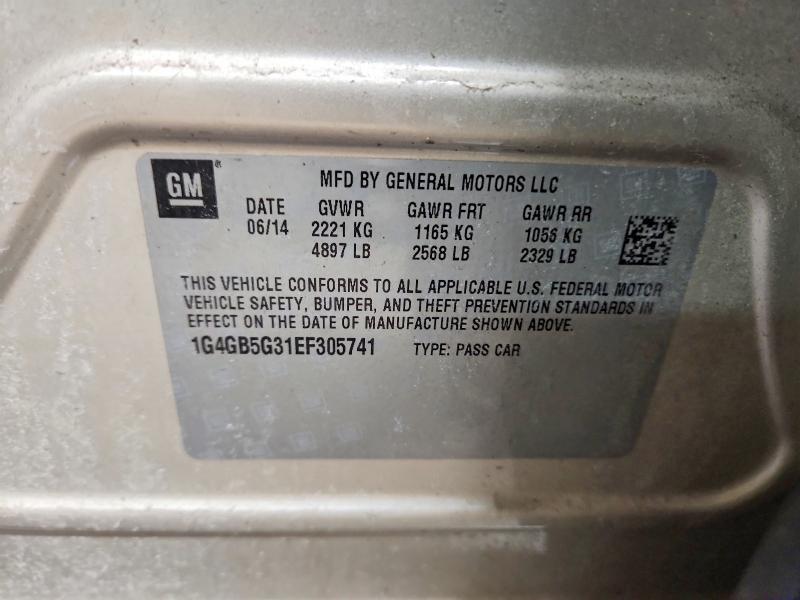 GM
MFD BY GENERAL MOTORS LLC
DATE GVWR GAWR FRT GAWR RR
06/14 2221 KG 1165 KG 1056 KG
4897 LB 2568 LB 2329 LB
THIS VEHICLE CONFORMS TO ALL APPLICABLE U.S. FEDERAL MOTOR
VEHICLE SAFETY, BUMPER, AND THEFT PREVENTION STANDARDS IN
EFFECT ON THE DATE OF MANUFACTURE SHOWN ABOVE.
1G4GB5G31EF305741 TYPE: PASS CAR